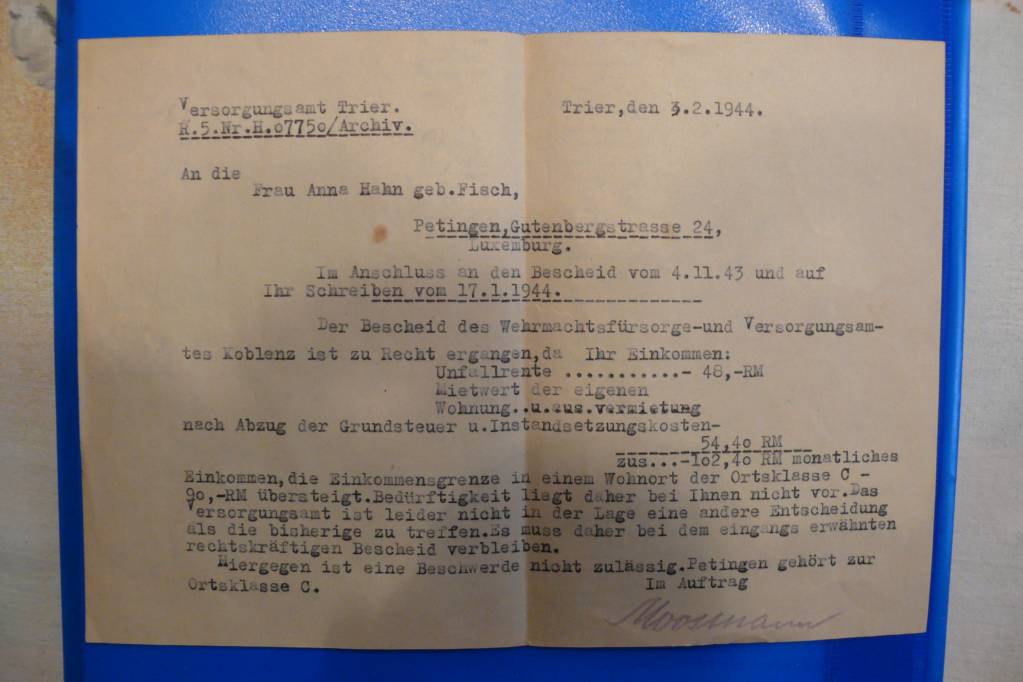 Versorgungsamt Trier. Trier,den 3.2.1944.
R.5.Nr.H.o775o/Archiv.
An die
Frau Anna Hahn geb.Fisch,
Petingen,Gutenbergstrasse 24,
Luxemburg.
Im Anschluss an den Bescheid vom 4.11.43 und auf
Ihr Schreiben vom 17.1.1944.
Der Bescheid des Wehrmachtsfürsorge-und Versorgungsam-
tes Koblenz ist zu Recht ergangen,da Ihr Einkommen:
Unfallrente ...........- 48,-RM
Mietwert der eigenen
Wohnung..u.aus.vermietung
nach Abzug der Grundsteuer u.Instandsetzungskosten-
54,4o RM
zus...-1o2,4o RM monatliches
Einkommen,die Einkommensgrenze in einem Wohnort der Ortsklasse C -
9o,-RM übersteigt.Bedürftigkeit liegt daher bei Ihnen nicht vor.Das
Versorgungsamt ist leider nicht in der Lage eine andere Entscheidung
als die bisherige zu treffen.Es muss daher bei dem eingangs erwähnten
rechtskräftigen Bescheid verbleiben.
Hiergegen ist eine Beschwerde nicht zulässig.Petingen gehört zur
Ortsklasse C. Im Auftrag
Moosmann